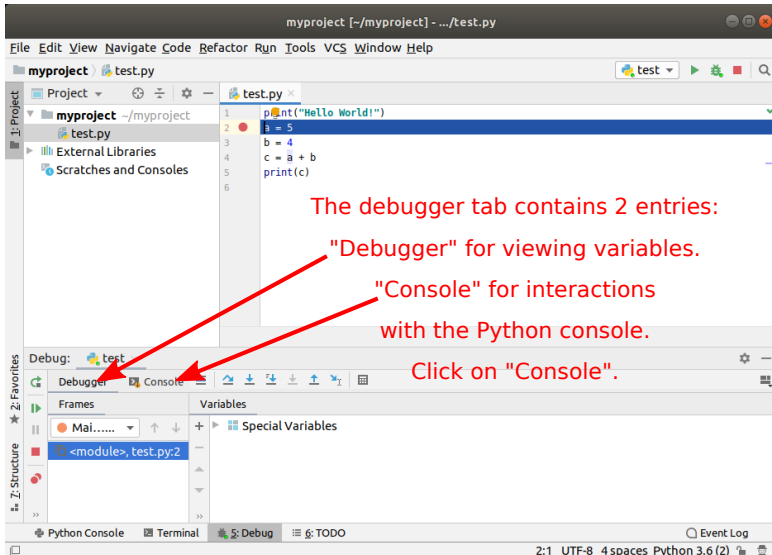 myproject [~/myproject] - .../test.py
File Edit View Navigate Code Refactor Run Tools VCS Window Help
myproject test.py test
1: Project
Project test.py
myproject ~/myproject
test.py
External Libraries
Scratches and Consoles
1 print("Hello World!")
2 a = 5
3 b = 4
4 c = a + b
5 print(c)
6
The debugger tab contains 2 entries:
"Debugger" for viewing variables.
"Console" for interactions
with the Python console.
Click on "Console".
Debug: test
Debugger Console
Frames Variables
Mai...... Special Variables
<module>, test.py:2
2: Favorites
Z: Structure
Python Console Terminal 5: Debug 6: TODO Event Log
2:1 UTF-8 4 spaces Python 3.6 (2)